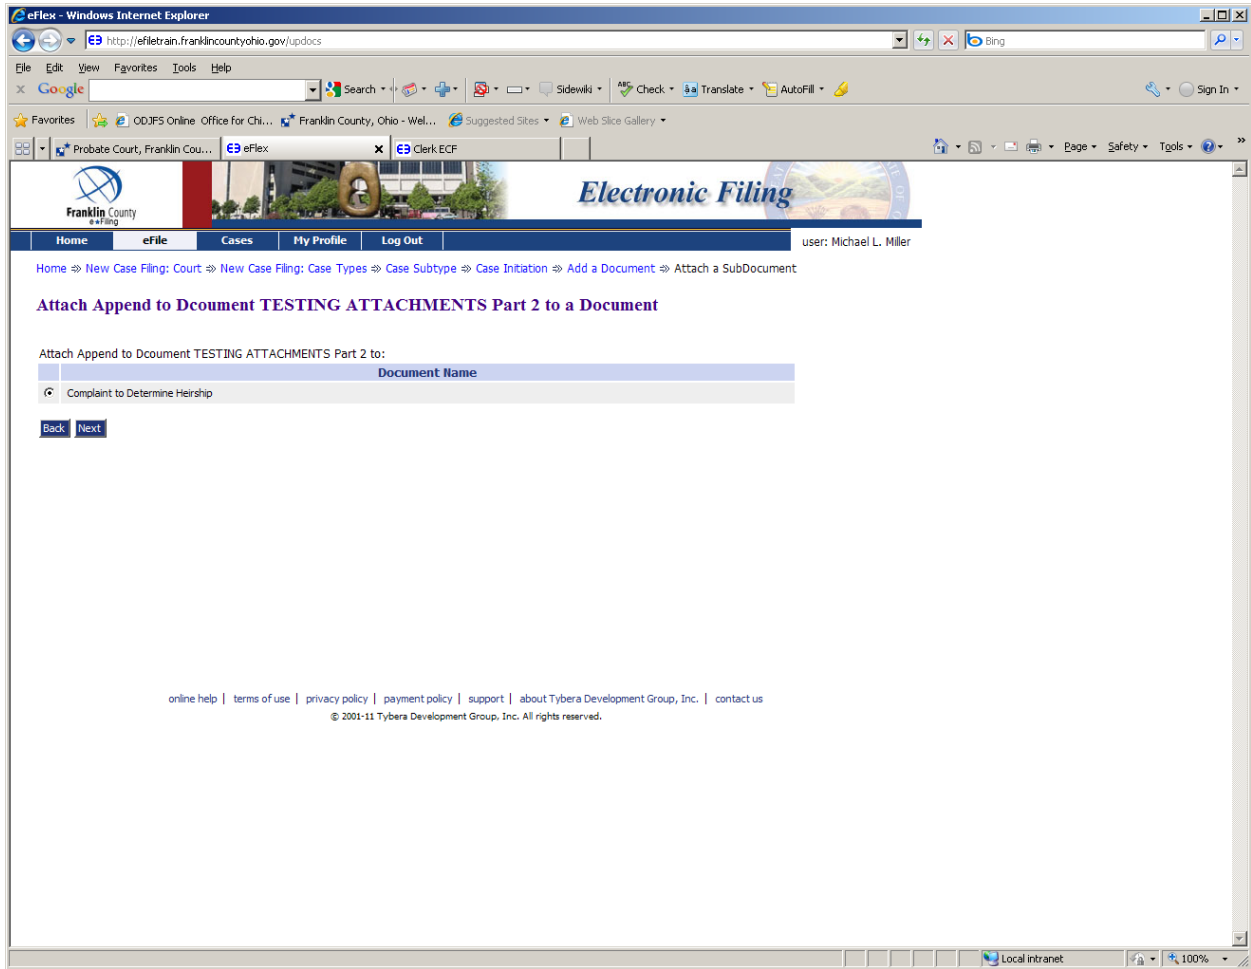 eFlex - Windows Internet Explorer
http://efiletrain.franklincountyohio.gov/updocs
Bing
File Edit View Favorites Tools Help
x Google Search Sidewiki Check Translate AutoFill Sign In
Favorites ODJFS Online Office for Chi... Franklin County, Ohio - Wel... Suggested Sites Web Slice Gallery
Probate Court, Franklin Cou... eFlex X Clerk ECF Page Safety Tools »
Franklin County
e★Filing
Electronic Filing
Home eFile Cases My Profile Log Out user: Michael L. Miller
Home ⇒ New Case Filing: Court ⇒ New Case Filing: Case Types ⇒ Case Subtype ⇒ Case Initiation ⇒ Add a Document ⇒ Attach a SubDocument
Attach Append to Dcoument TESTING ATTACHMENTS Part 2 to a Document
Attach Append to Dcoument TESTING ATTACHMENTS Part 2 to:
Document Name
Complaint to Determine Heirship
Back Next
online help | terms of use | privacy policy | payment policy | support | about Tybera Development Group, Inc. | contact us
© 2001-11 Tybera Development Group, Inc. All rights reserved.
Local intranet 100%